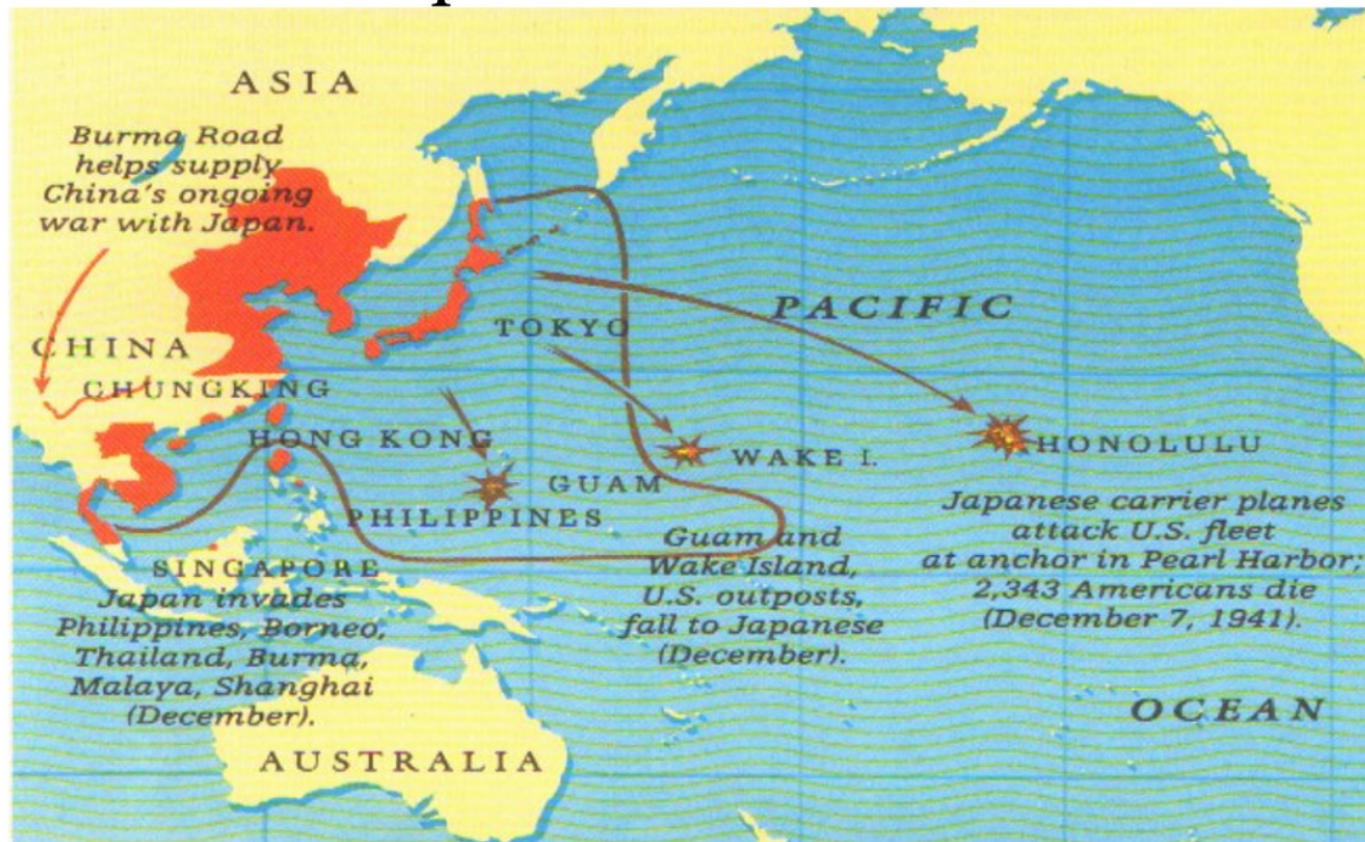 ASIA
Burma Road
helps supply
China's ongoing
war with Japan.
PACIFIC
TOKYO
CHINA
CHUNGKING
HONG KONG
HONOLULU
WAKE I.
GUAM
PHILIPPINES
Japanese carrier planes
attack U.S. fleet
at anchor in Pearl Harbor;
2,343 Americans die
(December 7, 1941).
Guam and
Wake Island,
U.S. outposts,
fall to Japanese
(December).
SINGAPORE
Japan invades
Philippines, Borneo,
Thailand, Burma,
Malaya, Shanghai
(December).
OCEAN
AUSTRALIA